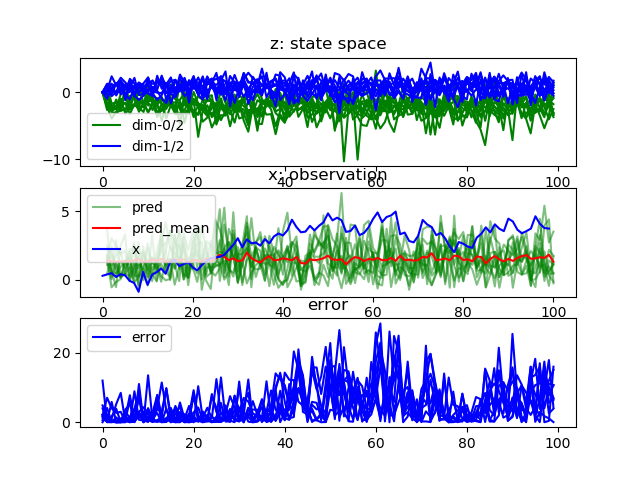 z: state space
0
−10
dim-0/2
dim-1/2
0 20 40 60 80 100
x: observation
5
0
pred
pred_mean
x
0 20 40 60 80 100
error
20
0
error
0 20 40 60 80 100